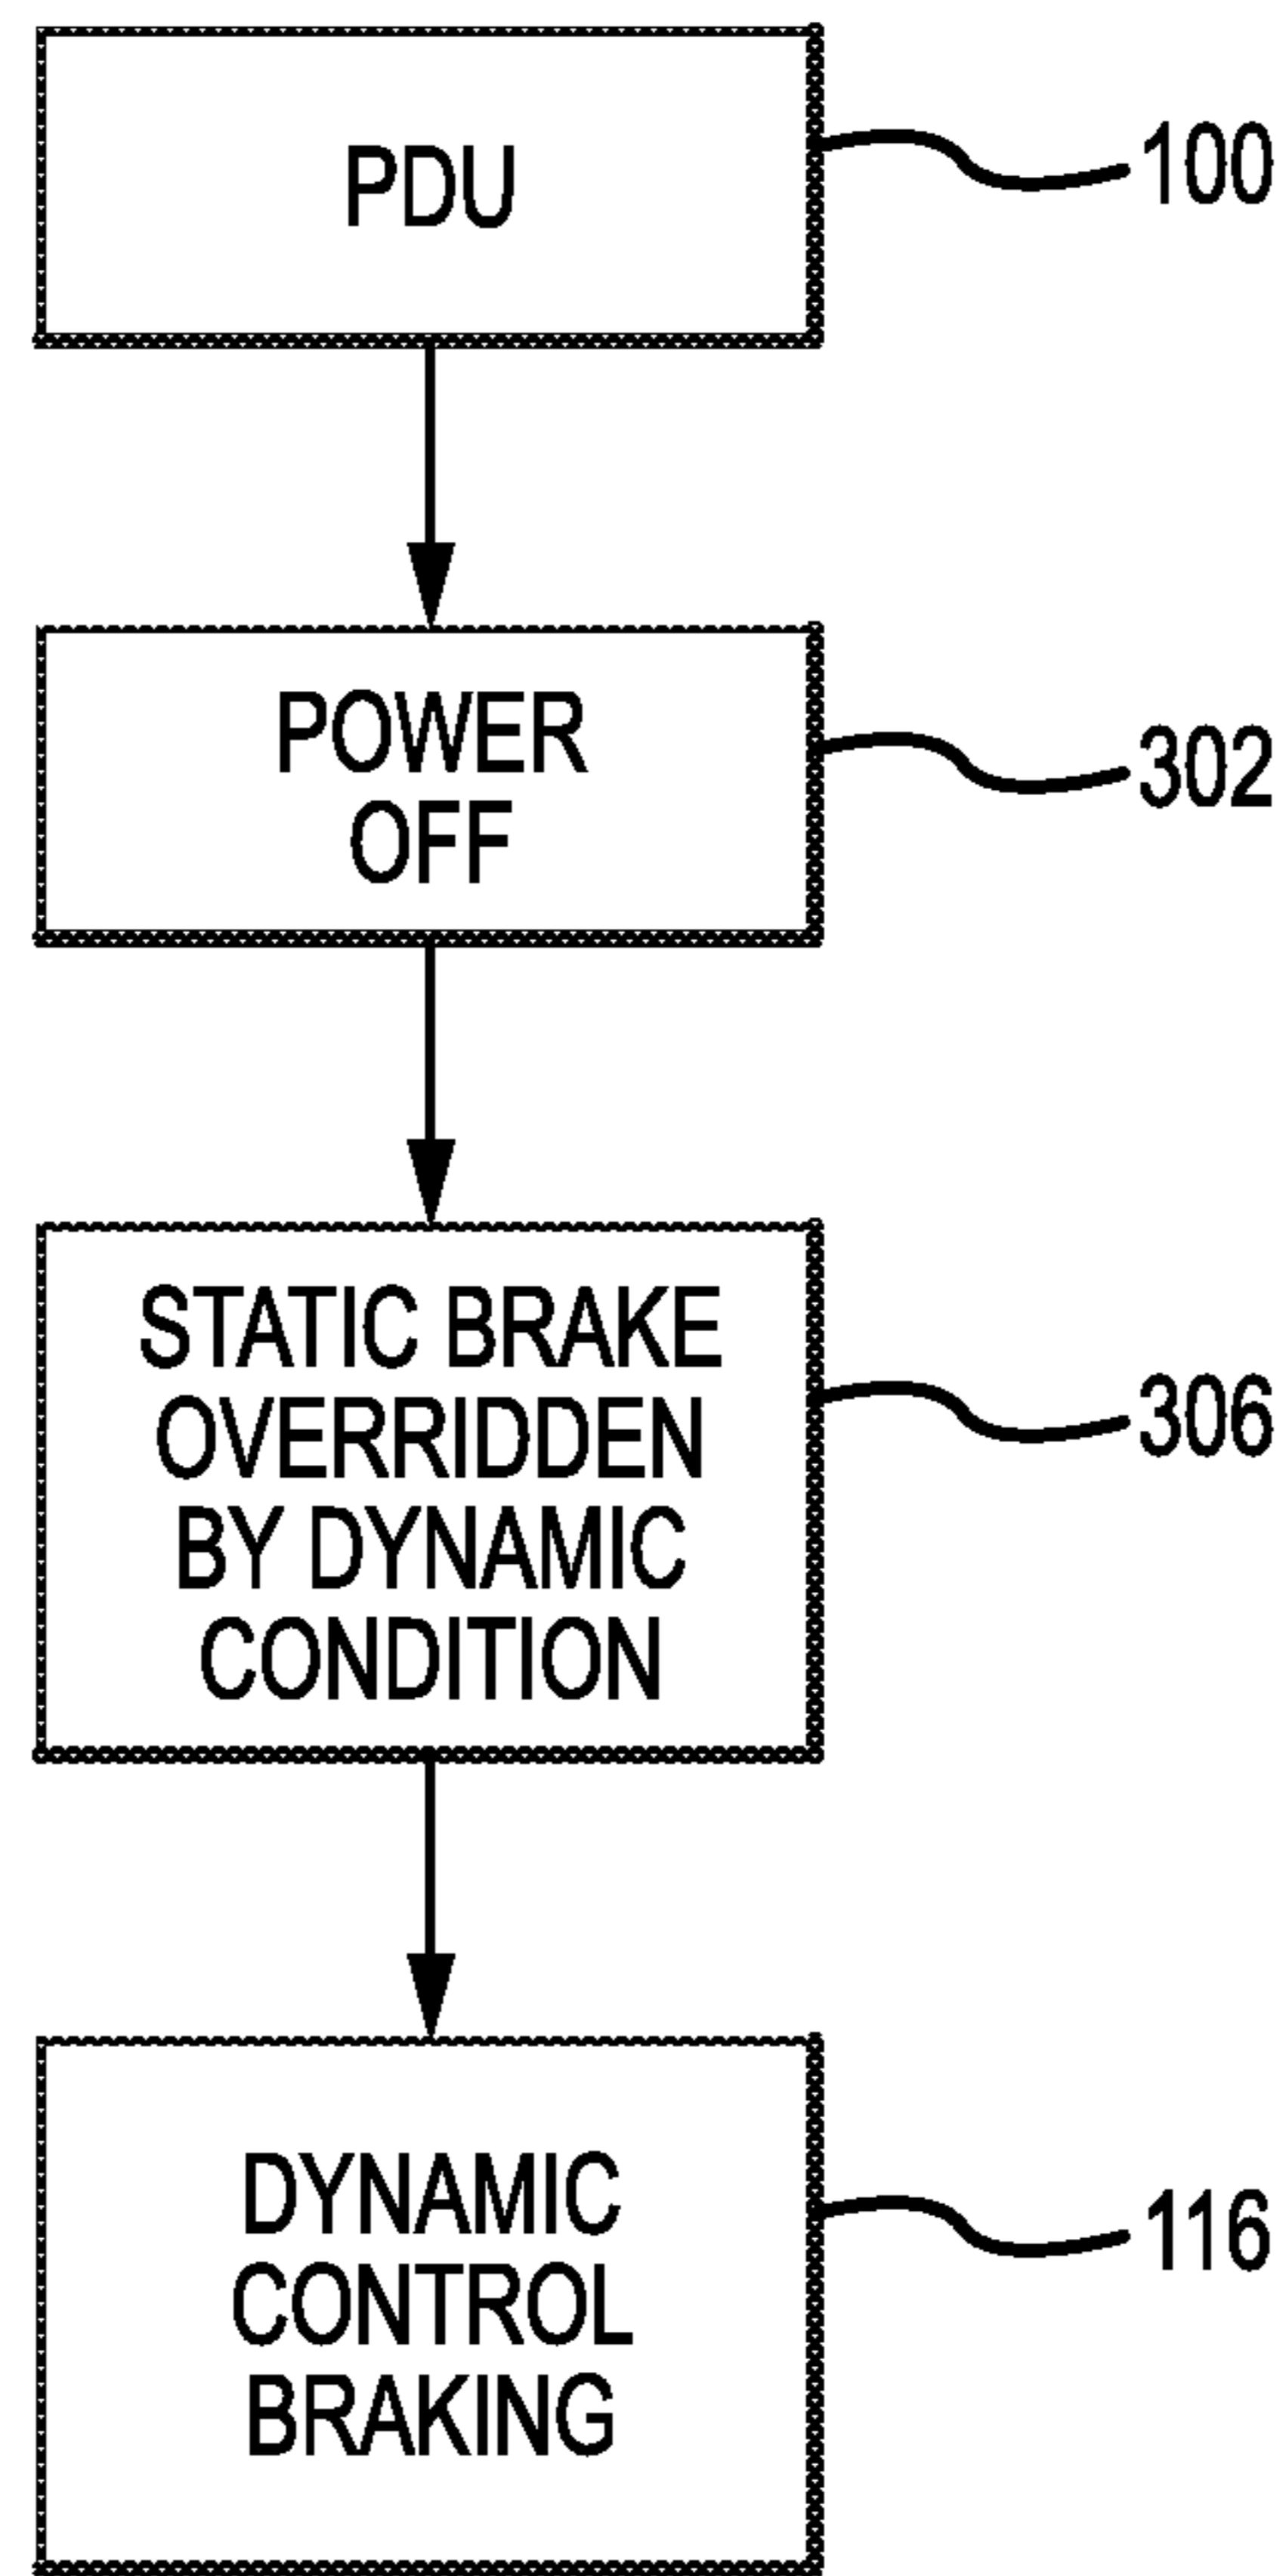 PDU
100
POWER
OFF
302
STATIC BRAKE
OVERRIDDEN
BY DYNAMIC
CONDITION
306
DYNAMIC
CONTROL
BRAKING
116